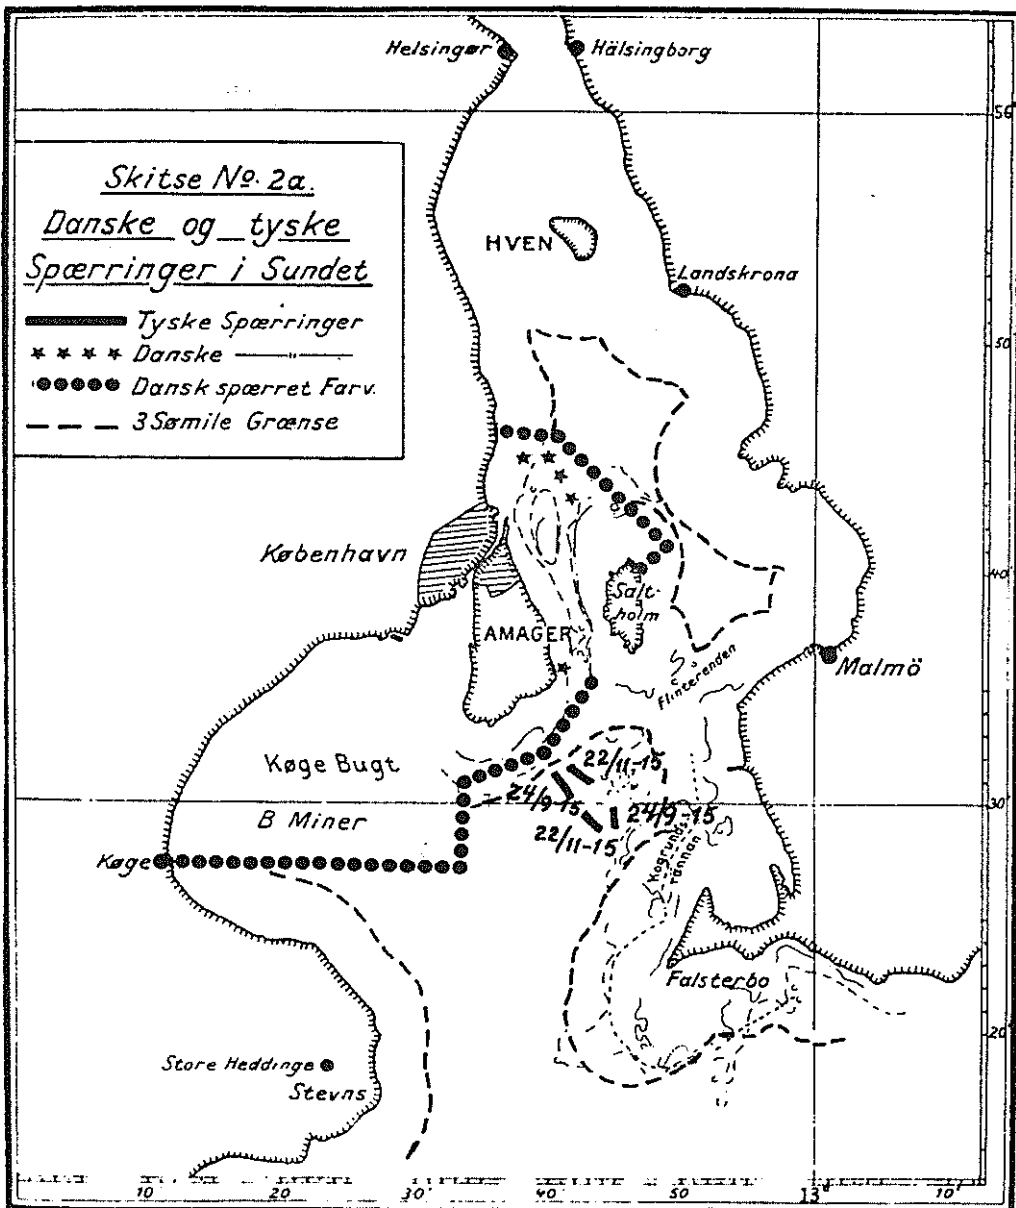 Helsingør
Hälsingborg
56°
Skitse No. 2a.
Danske og tyske
Spærringer i Sundet
Tyske Spærringer
Danske —"—
Dansk spærret Farv.
3 Sømile Grænse
HVEN
Landskrona
50'
København
40'
Salt-
holm
AMAGER
Malmö
Flinterenden
Køge Bugt
22/11-15
24/9-15
30'
B Miner
24/9-15
22/11-15
Køge
Kogrunds-
rännan
Falsterbo
20'
Store Heddinge
Stevns
10' 20' 30' 40' 50' 13° 10'